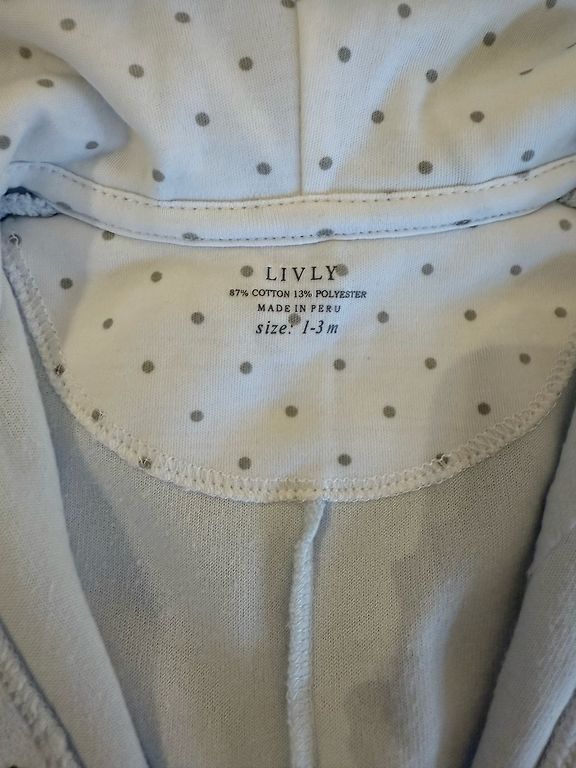 LIVLY
87% COTTON 13% POLYESTER
MADE IN PERU
size: 1-3 m